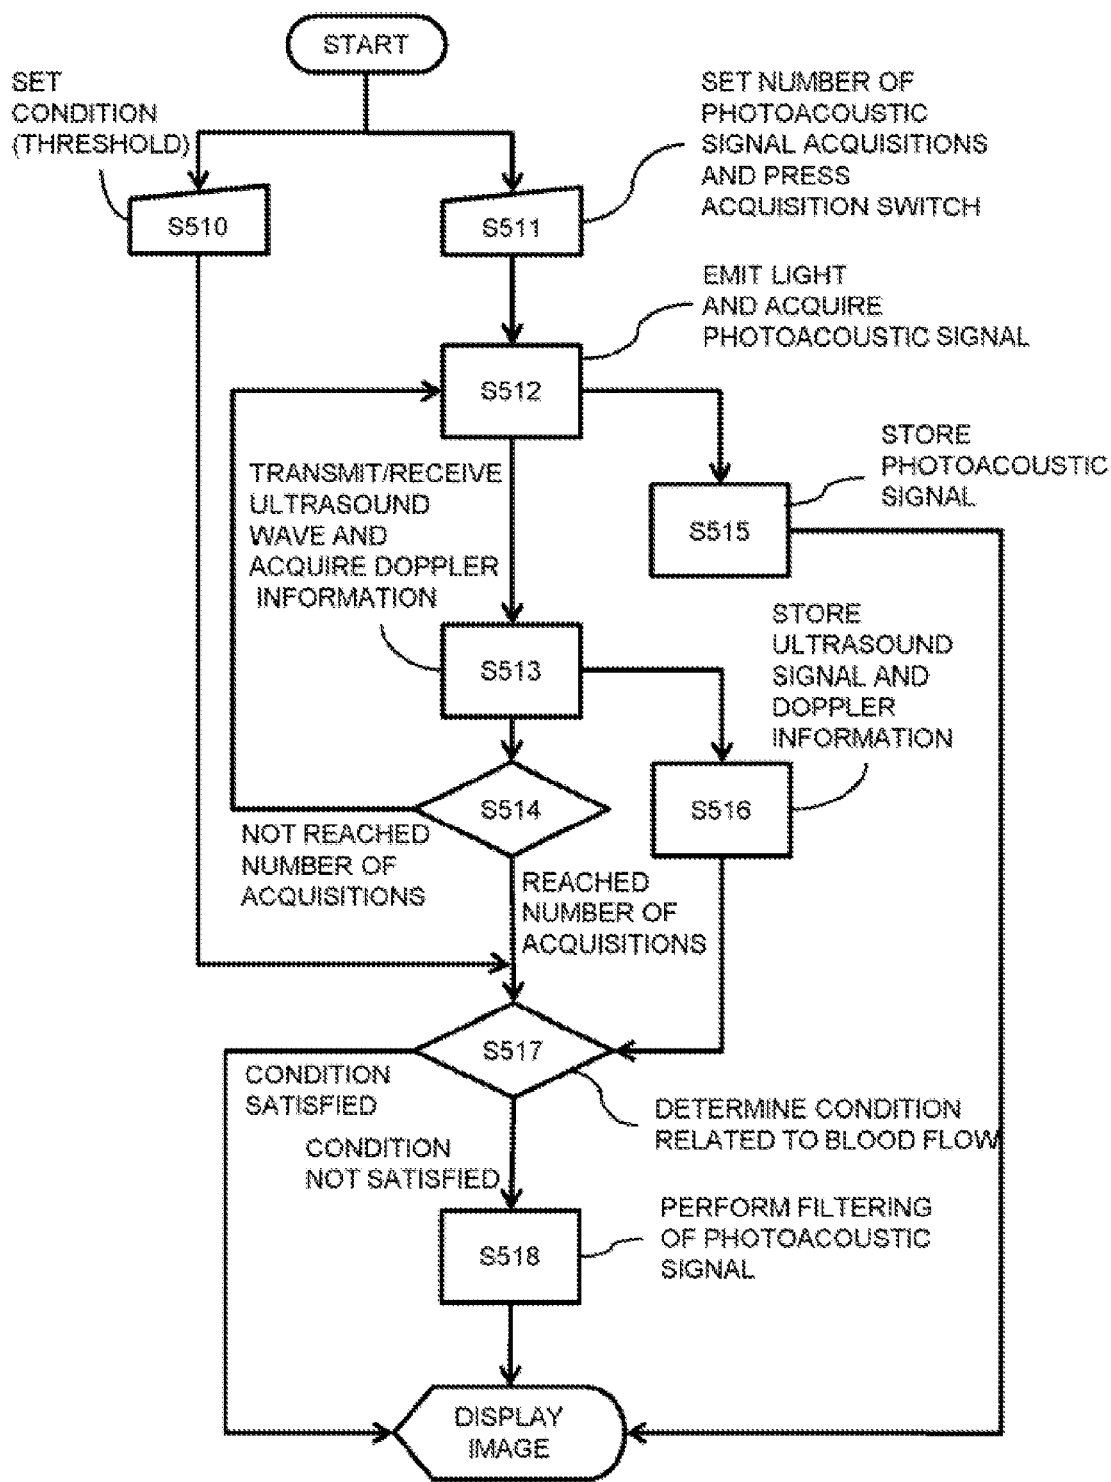 START
SET
CONDITION
(THRESHOLD)
SET NUMBER OF
PHOTOACOUSTIC
SIGNAL ACQUISITIONS
AND PRESS
ACQUISITION SWITCH
S510
S511
EMIT LIGHT
AND ACQUIRE
PHOTOACOUSTIC SIGNAL
S512
STORE
PHOTOACOUSTIC
SIGNAL
TRANSMIT/RECEIVE
ULTRASOUND
WAVE AND
ACQUIRE DOPPLER
INFORMATION
S515
STORE
ULTRASOUND
SIGNAL AND
DOPPLER
INFORMATION
S513
S514
S516
NOT REACHED
NUMBER OF
ACQUISITIONS
REACHED
NUMBER OF
ACQUISITIONS
S517
CONDITION
SATISFIED
DETERMINE CONDITION
RELATED TO BLOOD FLOW
CONDITION
NOT SATISFIED
PERFORM FILTERING
OF PHOTOACOUSTIC
SIGNAL
S518
DISPLAY
IMAGE